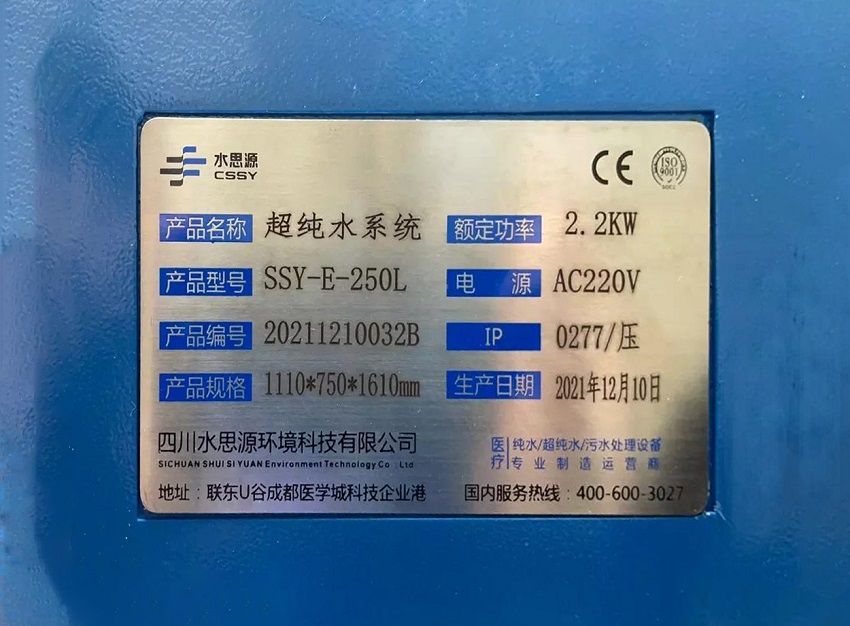 水思源
CSSY
CE
ISO
9001
产品名称 超纯水系统 额定功率 2.2KW
产品型号 SSY-E-250L 电 源 AC220V
产品编号 20211210032B IP 0277/压
产品规格 1110*750*1610mm 生产日期 2021年12月10日
四川水思源环境科技有限公司
SICHUAN SHUI SI YUAN Environment Technology Co . Ltd
医疗 纯水/超纯水/污水处理设备
专业制造运营商
地址：联东U谷成都医学城科技企业港 国内服务热线：400-600-3027